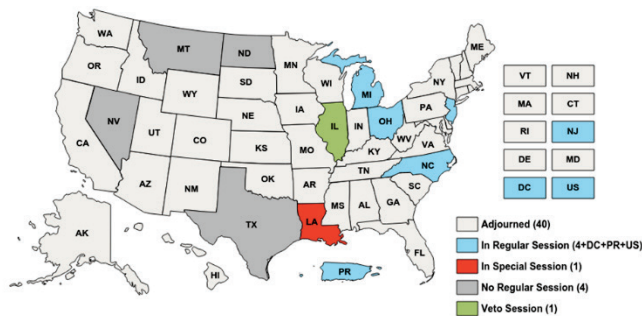 WA
MT
ND
MN
ME
OR
ID
SD
WI
MI
NY
WY
NE
IA
PA
NV
UT
CO
KS
MO
IL
IN
OH
WV
VA
KY
CA
AZ
NM
OK
AR
TN
NC
SC
MS
AL
GA
TX
LA
FL
AK
HI
PR
VT NH
MA CT
RI NJ
DE MD
DC US
Adjourned (40)
In Regular Session (4+DC+PR+US)
In Special Session (1)
No Regular Session (4)
Veto Session (1)